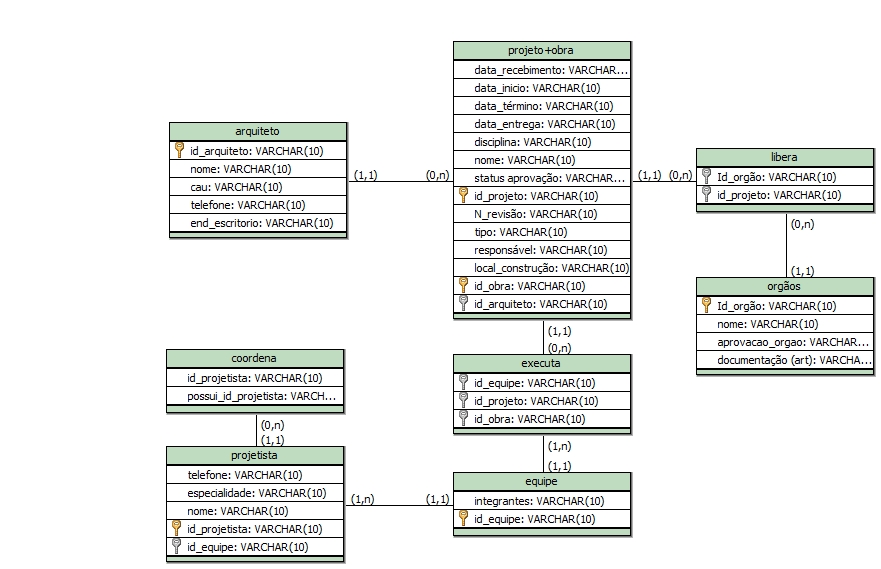 projeto+obra
data_recebimento: VARCHAR...
data_inicio: VARCHAR(10)
data_término: VARCHAR(10)
data_entrega: VARCHAR(10)
disciplina: VARCHAR(10)
nome: VARCHAR(10)
status aprovação: VARCHAR...
id_projeto: VARCHAR(10)
N_revisão: VARCHAR(10)
tipo: VARCHAR(10)
responsável: VARCHAR(10)
local_construção: VARCHAR(10)
id_obra: VARCHAR(10)
id_arquiteto: VARCHAR(10)
arquiteto
id_arquiteto: VARCHAR(10)
nome: VARCHAR(10)
cau: VARCHAR(10)
telefone: VARCHAR(10)
end_escritorio: VARCHAR(10)
(1,1)
(0,n)
(1,1)
(0,n)
libera
Id_orgão: VARCHAR(10)
id_projeto: VARCHAR(10)
(0,n)
(1,1)
orgãos
Id_orgão: VARCHAR(10)
nome: VARCHAR(10)
aprovacao_orgao: VARCHAR...
documentação (art): VARCHA...
(1,1)
(0,n)
executa
id_equipe: VARCHAR(10)
id_projeto: VARCHAR(10)
id_obra: VARCHAR(10)
(1,n)
(1,1)
equipe
integrantes: VARCHAR(10)
id_equipe: VARCHAR(10)
coordena
id_projetista: VARCHAR(10)
possui_id_projetista: VARCH...
(0,n)
(1,1)
projetista
telefone: VARCHAR(10)
especialidade: VARCHAR(10)
nome: VARCHAR(10)
id_projetista: VARCHAR(10)
id_equipe: VARCHAR(10)
(1,n)
(1,1)